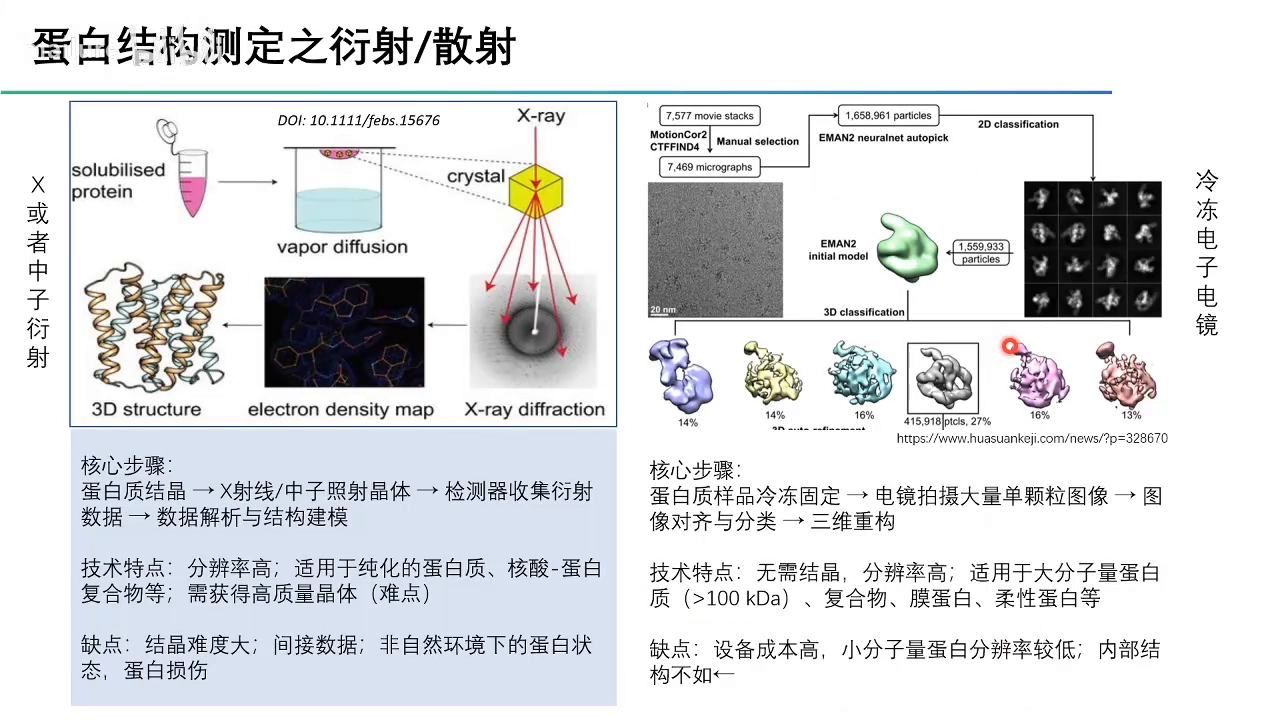 蛋白结构测定之衍射/散射
X
或
者
中
子
衍
射
DOI: 10.1111/febs.15676
X-ray
solubilised
protein
crystal
vapor diffusion
3D structure
electron density map
X-ray diffraction
核心步骤：
蛋白质结晶 → X射线/中子照射晶体 → 检测器收集衍射
数据 → 数据解析与结构建模
技术特点：分辨率高；适用于纯化的蛋白质、核酸-蛋白
复合物等；需获得高质量晶体（难点）
缺点：结晶难度大；间接数据；非自然环境下的蛋白状
态，蛋白损伤
7,577 movie stacks
MotionCor2
CTFFIND4
Manual selection
7,469 micrographs
1,658,961 particles
EMAN2 neuralnet autopick
2D classification
EMAN2
initial model
1,559,933
particles
20 nm
3D classification
14%
14%
16%
415,918 ptcls, 27%
16%
13%
3D auto-refinement
https://www.huasuankeji.com/news/?p=328670
冷
冻
电
子
电
镜
核心步骤：
蛋白质样品冷冻固定 → 电镜拍摄大量单颗粒图像 → 图
像对齐与分类 → 三维重构
技术特点：无需结晶，分辨率高；适用于大分子量蛋白
质（>100 kDa）、复合物、膜蛋白、柔性蛋白等
缺点：设备成本高，小分子量蛋白分辨率较低；内部结
构不如←